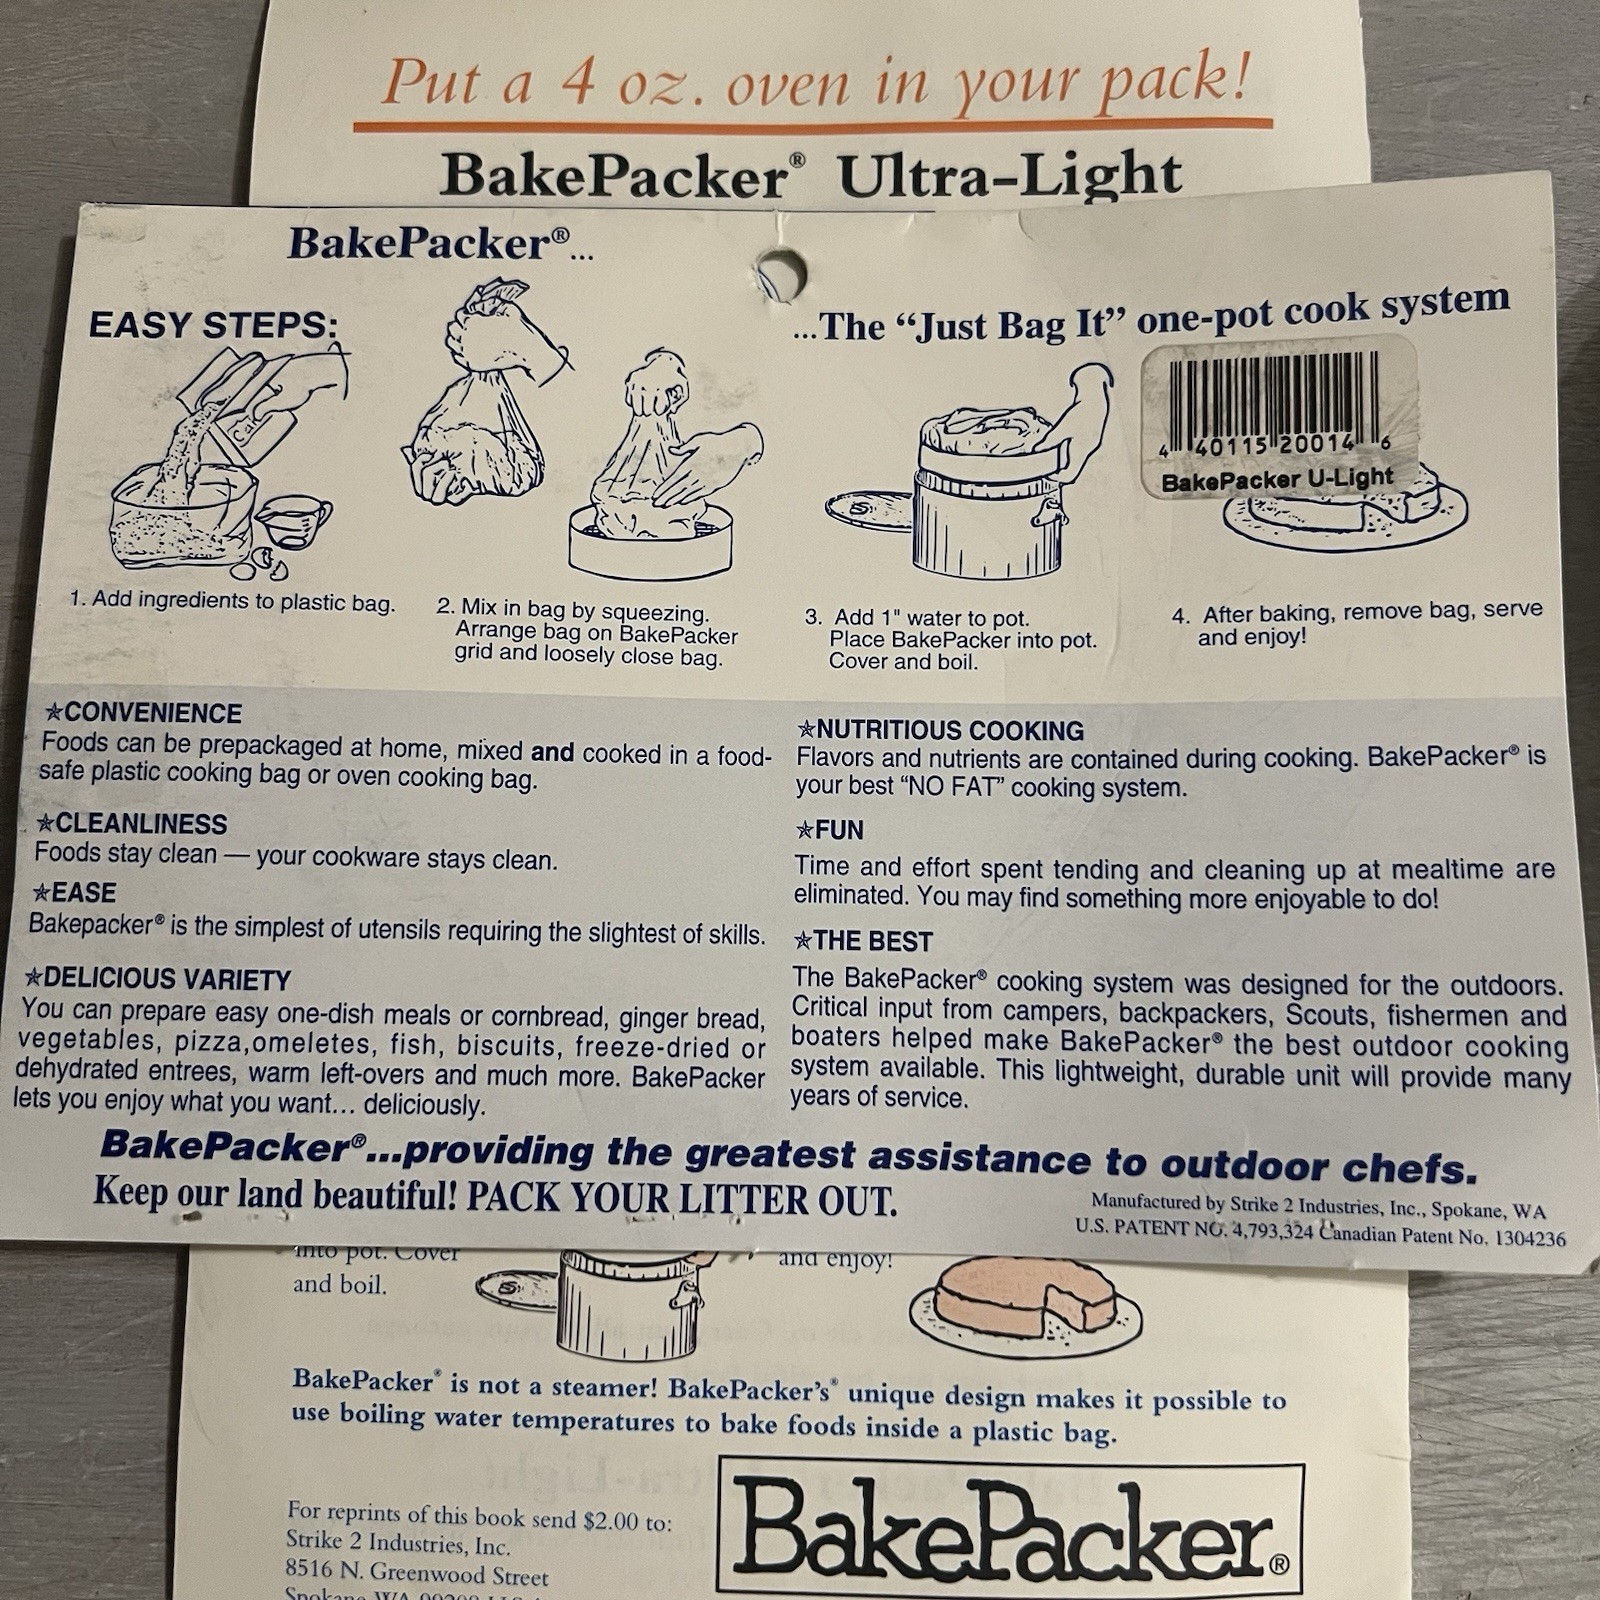 Put a 4 oz. oven in your pack!
BakePacker® Ultra-Light
BakePacker®...
EASY STEPS:
...The “Just Bag It” one-pot cook system
4 40115 20014 6
BakePacker U-Light
1. Add ingredients to plastic bag.
2. Mix in bag by squeezing.
Arrange bag on BakePacker
grid and loosely close bag.
3. Add 1" water to pot.
Place BakePacker into pot.
Cover and boil.
4. After baking, remove bag, serve
and enjoy!
★CONVENIENCE
Foods can be prepackaged at home, mixed and cooked in a food-
safe plastic cooking bag or oven cooking bag.
★CLEANLINESS
Foods stay clean — your cookware stays clean.
★EASE
Bakepacker® is the simplest of utensils requiring the slightest of skills.
★DELICIOUS VARIETY
You can prepare easy one-dish meals or cornbread, ginger bread,
vegetables, pizza,omeletes, fish, biscuits, freeze-dried or
dehydrated entrees, warm left-overs and much more. BakePacker
lets you enjoy what you want... deliciously.
★NUTRITIOUS COOKING
Flavors and nutrients are contained during cooking. BakePacker® is
your best “NO FAT” cooking system.
★FUN
Time and effort spent tending and cleaning up at mealtime are
eliminated. You may find something more enjoyable to do!
★THE BEST
The BakePacker® cooking system was designed for the outdoors.
Critical input from campers, backpackers, Scouts, fishermen and
boaters helped make BakePacker® the best outdoor cooking
system available. This lightweight, durable unit will provide many
years of service.
BakePacker®...providing the greatest assistance to outdoor chefs.
Keep our land beautiful! PACK YOUR LITTER OUT.
Manufactured by Strike 2 Industries, Inc., Spokane, WA
U.S. PATENT NO. 4,793,324 Canadian Patent No. 1304236
into pot. Cover
and boil.
and enjoy!
BakePacker® is not a steamer! BakePacker's® unique design makes it possible to
use boiling water temperatures to bake foods inside a plastic bag.
For reprints of this book send $2.00 to:
Strike 2 Industries, Inc.
8516 N. Greenwood Street
Spokane WA
BakePacker®